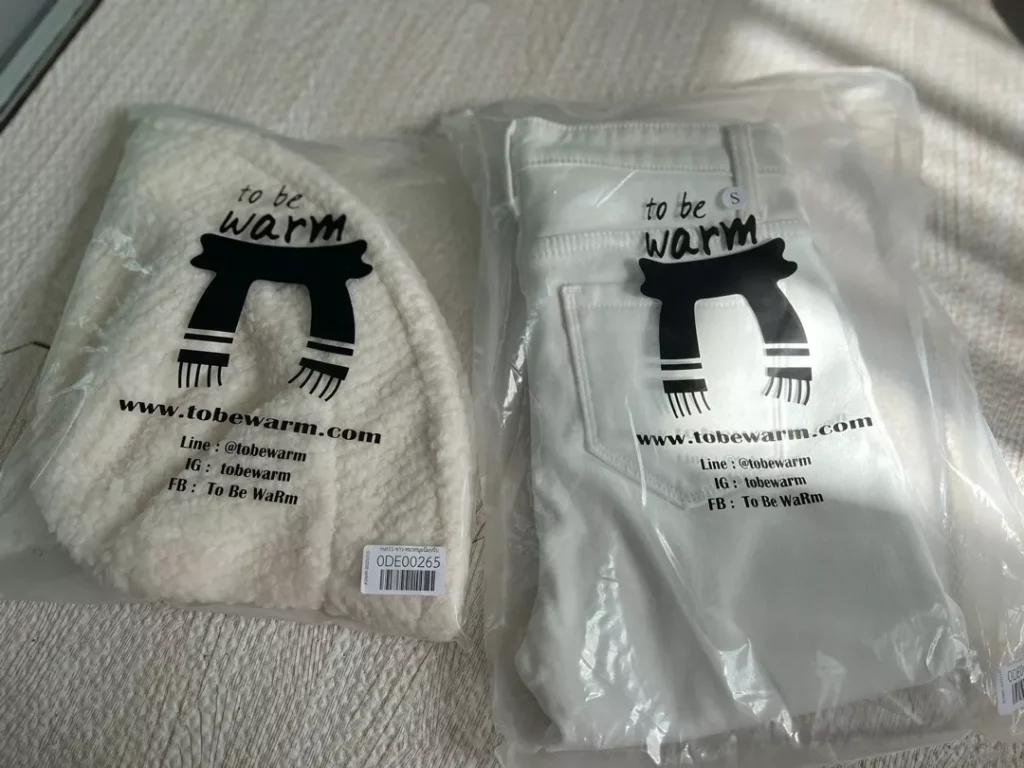 to be
warm
www.tobewarm.com
Line : @tobewarm
IG : tobewarm
FB : To Be WaRm
ODE00265
to be
S
warm
www.tobewarm.com
Line : @tobewarm
IG : tobewarm
FB : To Be WaRm